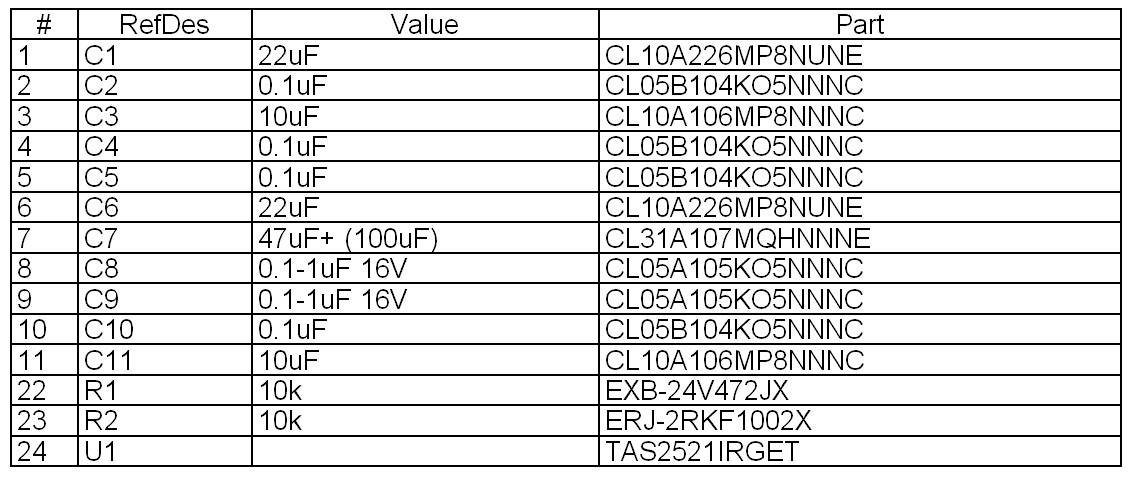 # RefDes Value Part
1 C1 22uF CL10A226MP8NUNE
2 C2 0.1uF CL05B104KO5NNNC
3 C3 10uF CL10A106MP8NNNC
4 C4 0.1uF CL05B104KO5NNNC
5 C5 0.1uF CL05B104KO5NNNC
6 C6 22uF CL10A226MP8NUNE
7 C7 47uF+ (100uF) CL31A107MQHNNNE
8 C8 0.1-1uF 16V CL05A105KO5NNNC
9 C9 0.1-1uF 16V CL05A105KO5NNNC
10 C10 0.1uF CL05B104KO5NNNC
11 C11 10uF CL10A106MP8NNNC
22 R1 10k EXB-24V472JX
23 R2 10k ERJ-2RKF1002X
24 U1 TAS2521IRGET